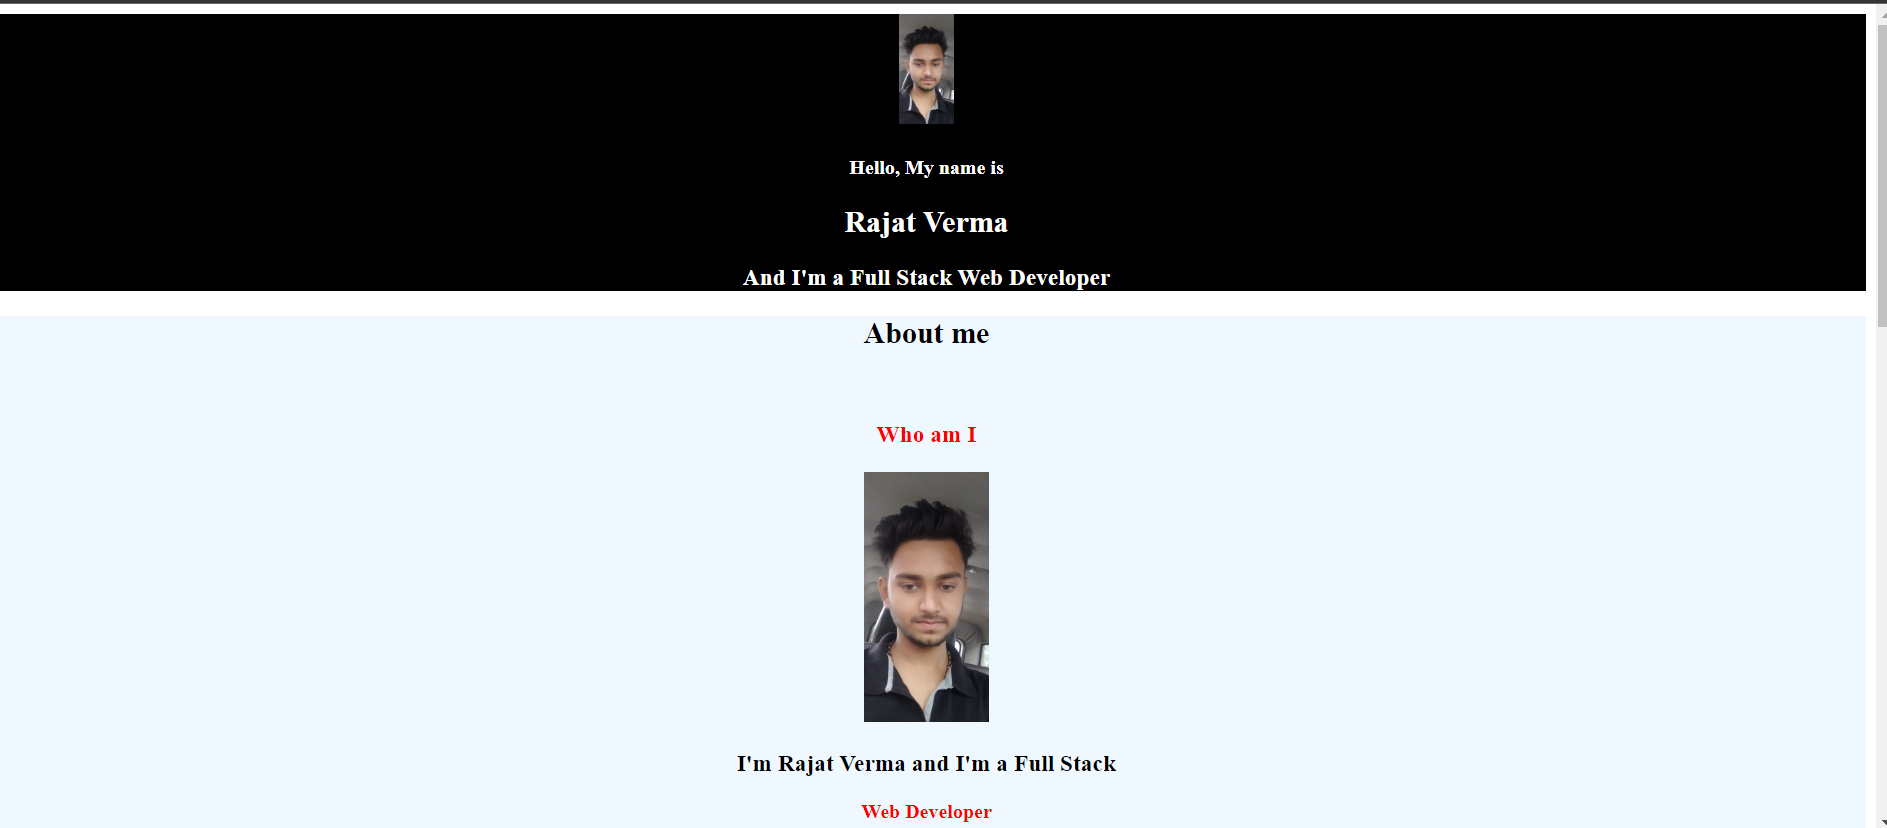 Hello, My name is
Rajat Verma
And I'm a Full Stack Web Developer
About me
Who am I
I'm Rajat Verma and I'm a Full Stack
Web Developer